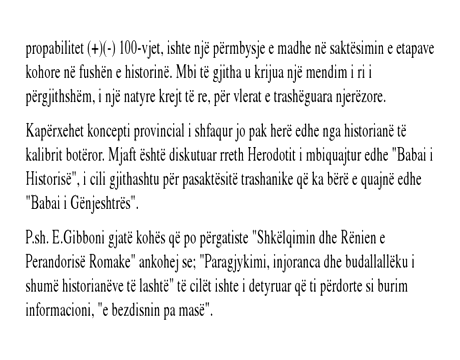 propabilitet (+)(-) 100-vjet, ishte një përmbysje e madhe në saktësimin e etapave
kohore në fushën e historinë. Mbi të gjitha u krijua një mendim i ri i
përgjithshëm, i një natyre krejt të re, për vlerat e trashëguara njerëzore.
Kapërxehet koncepti provincial i shfaqur jo pak herë edhe nga historianë të
kalibrit botëror. Mjaft është diskutuar rreth Herodotit i mbiquajtur edhe "Babai i
Historisë", i cili gjithashtu për pasaktësitë trashanike që ka bërë e quajnë edhe
"Babai i Gënjeshtrës".
P.sh. E.Gibboni gjatë kohës që po përgatiste "Shkëlqimin dhe Rënien e
Perandorisë Romake" ankohej se; "Paragjykimi, injoranca dhe budallallëku i
shumë historianëve të lashtë" të cilët ishte i detyruar që ti përdorte si burim
informacioni, "e bezdisnin pa masë".